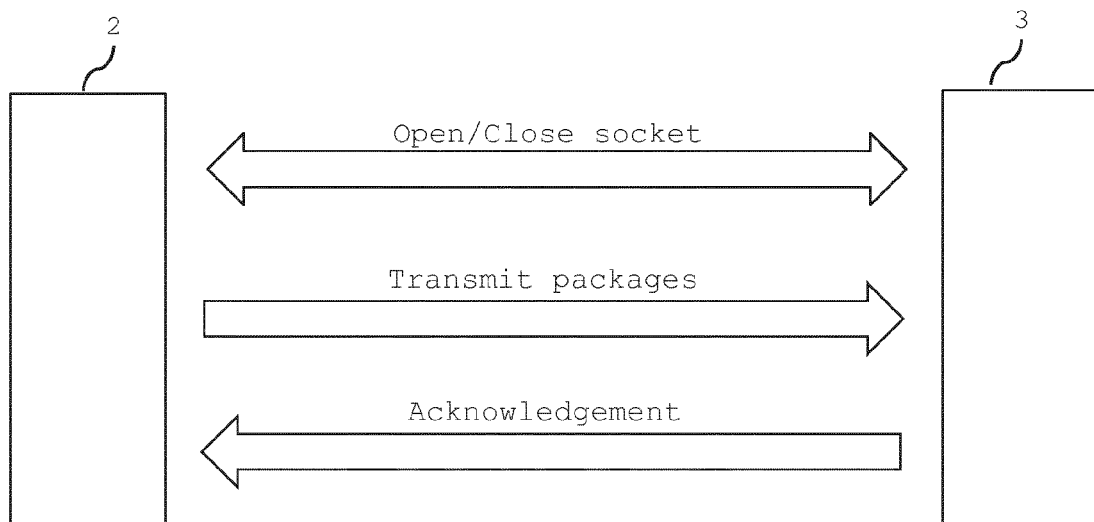 2
3
Open/Close socket
Transmit packages
Acknowledgement